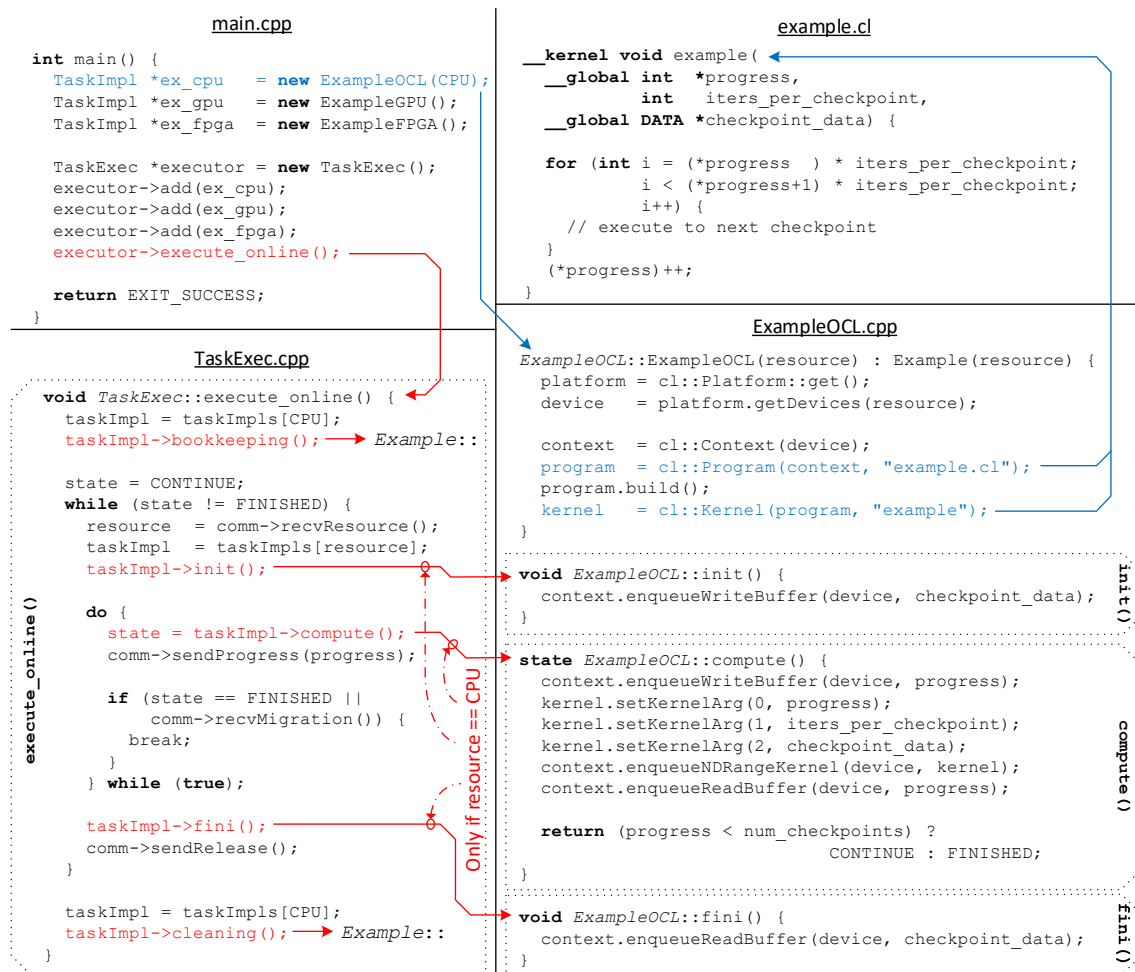 main.cpp
int main() {
TaskImpl *ex_cpu   = new ExampleOCL(CPU);
TaskImpl *ex_gpu   = new ExampleGPU();
TaskImpl *ex_fpga  = new ExampleFPGA();
TaskExec *executor = new TaskExec();
executor->add(ex_cpu);
executor->add(ex_gpu);
executor->add(ex_fpga);
executor->execute_online();
return EXIT_SUCCESS;
}
example.cl
__kernel void example(
__global int  *progress,
int   iters_per_checkpoint,
__global DATA *checkpoint_data) {
for (int i = (*progress  ) * iters_per_checkpoint;
i < (*progress+1) * iters_per_checkpoint;
i++) {
// execute to next checkpoint
}
(*progress)++;
}
TaskExec.cpp
void TaskExec::execute_online() {
taskImpl = taskImpls[CPU];
taskImpl->bookkeeping(); Example::
state = CONTINUE;
while (state != FINISHED) {
resource  = comm->recvResource();
taskImpl  = taskImpls[resource];
taskImpl->init();
do {
state = taskImpl->compute();
comm->sendProgress(progress);
if (state == FINISHED ||
comm->recvMigration()) {
break;
}
} while (true);
taskImpl->fini();
comm->sendRelease();
}
taskImpl = taskImpls[CPU];
taskImpl->cleaning(); Example::
}
execute_online()
Only if resource == CPU
ExampleOCL.cpp
ExampleOCL::ExampleOCL(resource) : Example(resource) {
platform = cl::Platform::get();
device   = platform.getDevices(resource);
context  = cl::Context(device);
program  = cl::Program(context, "example.cl");
program.build();
kernel   = cl::Kernel(program, "example");
}
void ExampleOCL::init() {
context.enqueueWriteBuffer(device, checkpoint_data);
}
init()
state ExampleOCL::compute() {
context.enqueueWriteBuffer(device, progress);
kernel.setKernelArg(0, progress);
kernel.setKernelArg(1, iters_per_checkpoint);
kernel.setKernelArg(2, checkpoint_data);
context.enqueueNDRangeKernel(device, kernel);
context.enqueueReadBuffer(device, progress);
return (progress < num_checkpoints) ?
CONTINUE : FINISHED;
}
compute()
void ExampleOCL::fini() {
context.enqueueReadBuffer(device, checkpoint_data);
}
fini()